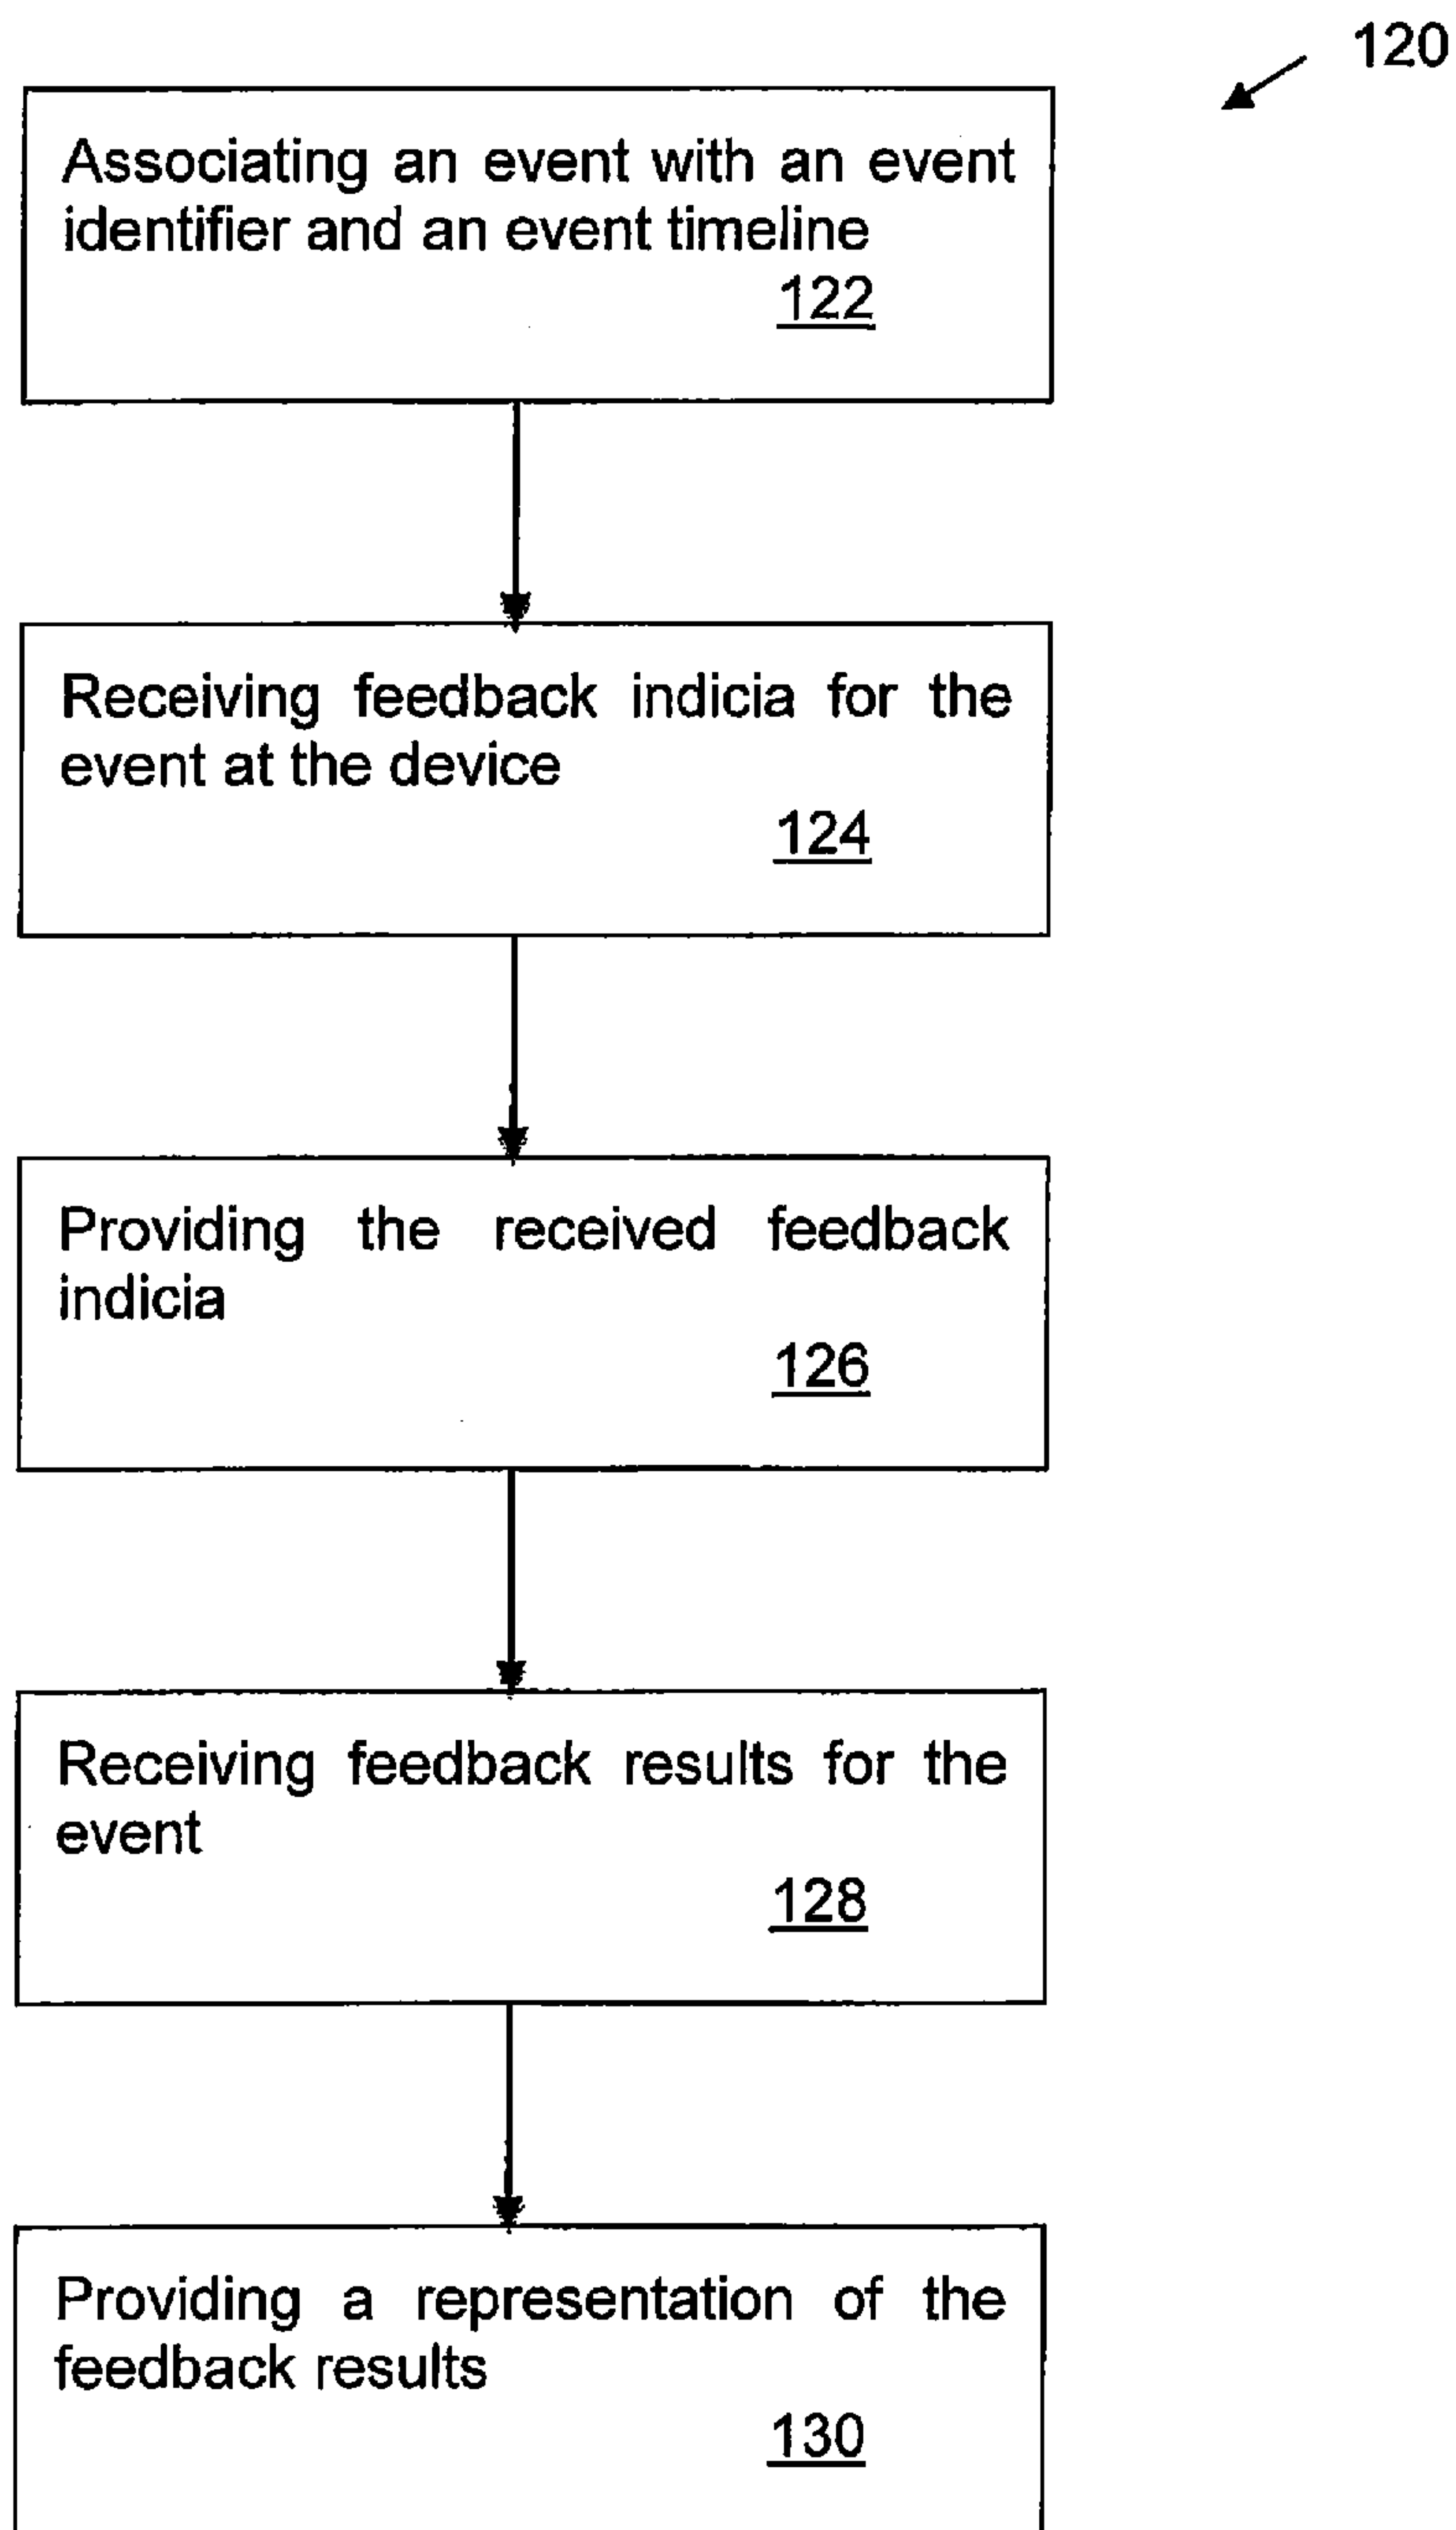 120
Associating an event with an event
identifier and an event timeline
122
Receiving feedback indicia for the
event at the device
124
Providing the received feedback
indicia
126
Receiving feedback results for the
event
128
Providing a representation of the
feedback results
130